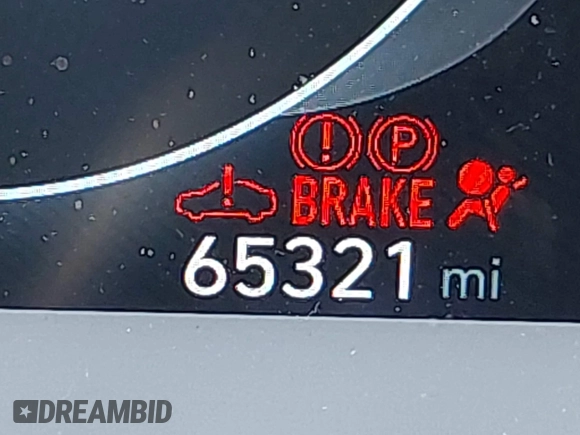 ! P
!
BRAKE
65321 mi
DREAMBID